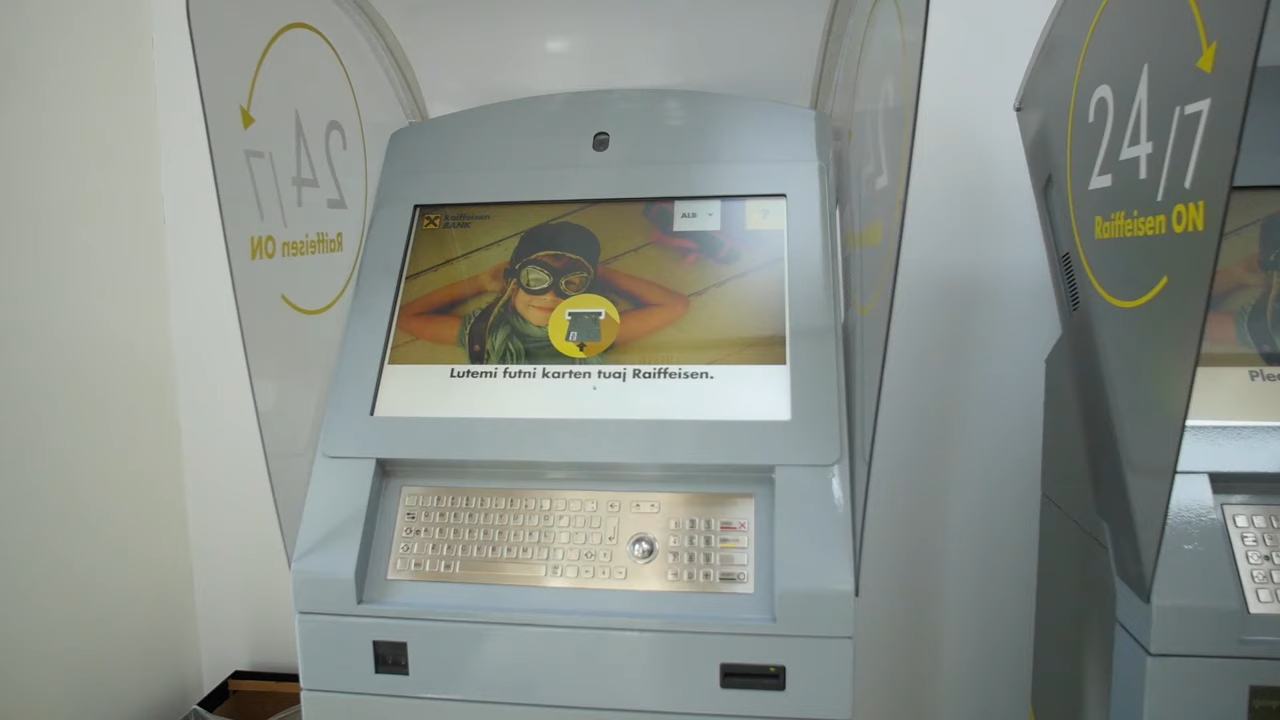 24/7
Raiffeisen ON
Raiffeisen
BANK
ALB
?
Lutemi futni karten tuaj Raiffeisen.
24/7
Raiffeisen ON